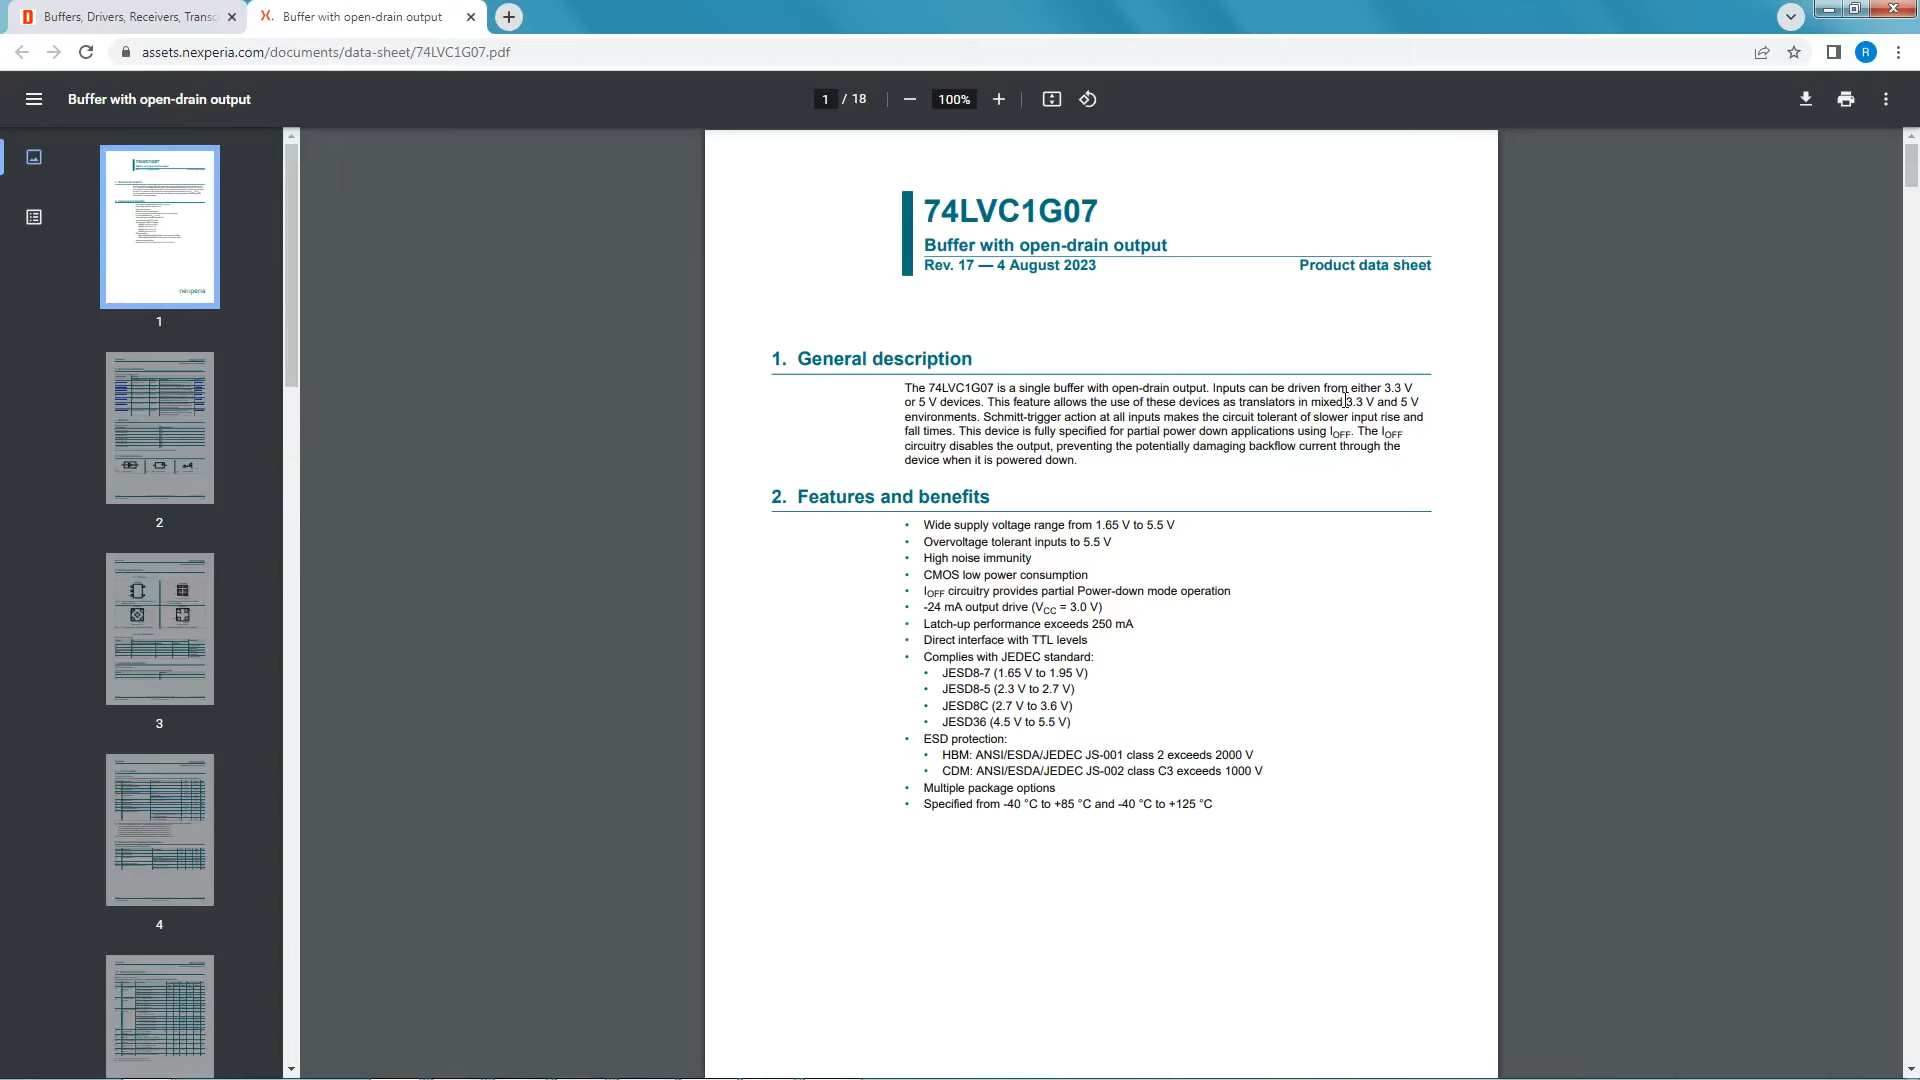 Buffers, Drivers, Receivers, Transc
Buffer with open-drain output
assets.nexperia.com/documents/data-sheet/74LVC1G07.pdf
R
Buffer with open-drain output
1 / 18
100%
1
nexperia
2
3
4
74LVC1G07
Buffer with open-drain output
Rev. 17 — 4 August 2023 Product data sheet
1. General description
The 74LVC1G07 is a single buffer with open-drain output. Inputs can be driven from either 3.3 V
or 5 V devices. This feature allows the use of these devices as translators in mixed 3.3 V and 5 V
environments. Schmitt-trigger action at all inputs makes the circuit tolerant of slower input rise and
fall times. This device is fully specified for partial power down applications using IOFF. The IOFF
circuitry disables the output, preventing the potentially damaging backflow current through the
device when it is powered down.
2. Features and benefits
• Wide supply voltage range from 1.65 V to 5.5 V
• Overvoltage tolerant inputs to 5.5 V
• High noise immunity
• CMOS low power consumption
• IOFF circuitry provides partial Power-down mode operation
• -24 mA output drive (VCC = 3.0 V)
• Latch-up performance exceeds 250 mA
• Direct interface with TTL levels
• Complies with JEDEC standard:
• JESD8-7 (1.65 V to 1.95 V)
• JESD8-5 (2.3 V to 2.7 V)
• JESD8C (2.7 V to 3.6 V)
• JESD36 (4.5 V to 5.5 V)
• ESD protection:
• HBM: ANSI/ESDA/JEDEC JS-001 class 2 exceeds 2000 V
• CDM: ANSI/ESDA/JEDEC JS-002 class C3 exceeds 1000 V
• Multiple package options
• Specified from -40 °C to +85 °C and -40 °C to +125 °C